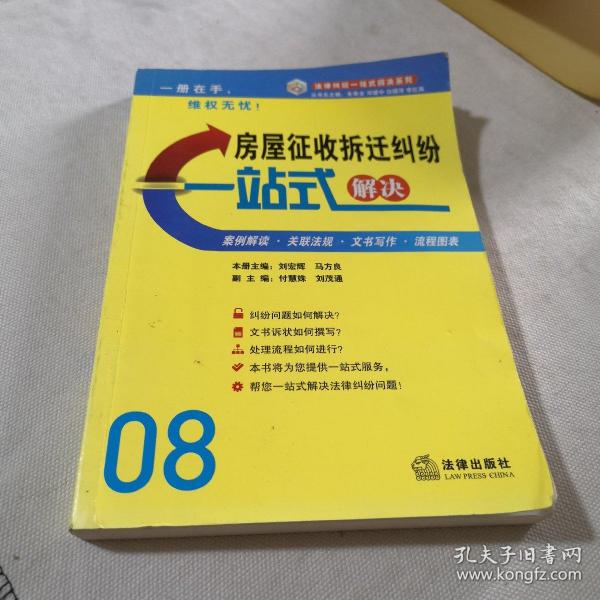 一册在手，
维权无忧！
法律纠纷一站式解决系列
房屋征收拆迁纠纷
一站式 解决
案例解读 · 关联法规 · 文书写作 · 流程图表
本册主编：刘宏辉 马方良
副 主 编：付慧姝 刘茂通
纠纷问题如何解决？
文书诉状如何撰写？
处理流程如何进行？
本书将为您提供一站式服务，
帮您一站式解决法律纠纷问题！
08
法律出版社
LAW PRESS·CHINA
孔夫子旧书网
www.kongfz.com